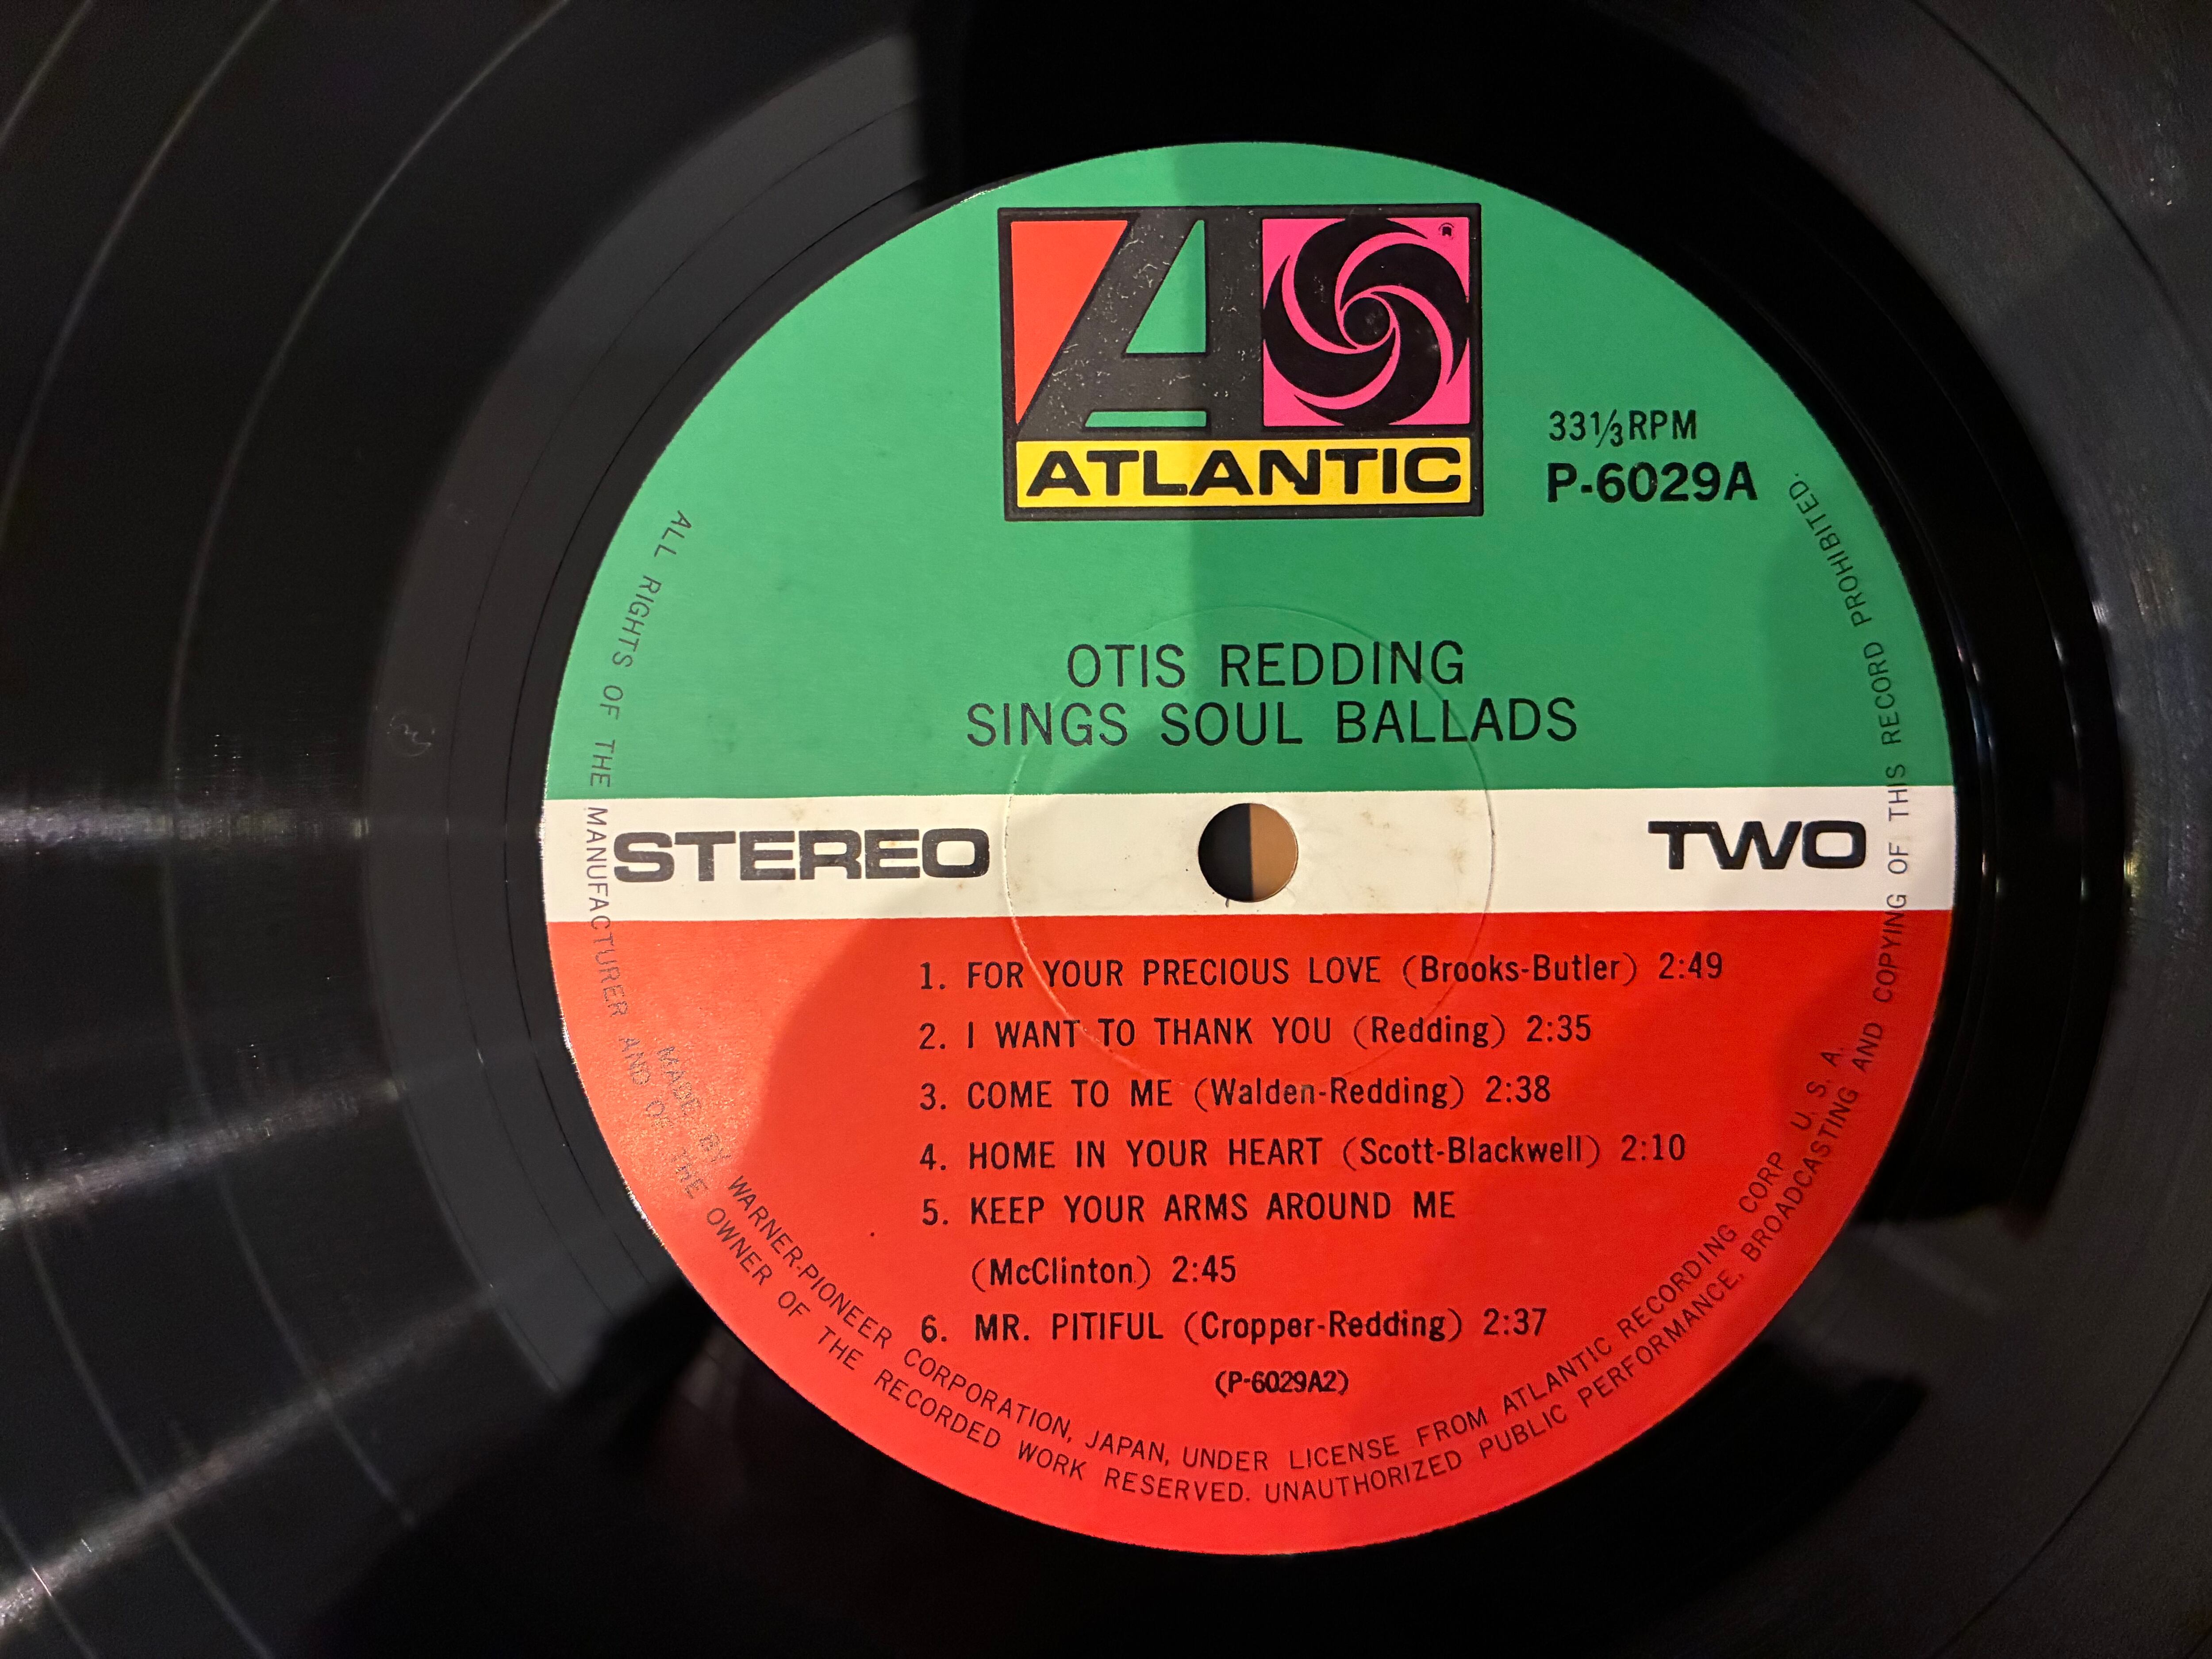 ATLANTIC
33⅓RPM
P-6029A
OTIS REDDING
SINGS SOUL BALLADS
STEREO
TWO
1. FOR YOUR PRECIOUS LOVE (Brooks-Butler) 2:49
2. I WANT TO THANK YOU (Redding) 2:35
3. COME TO ME (Walden-Redding) 2:38
4. HOME IN YOUR HEART (Scott-Blackwell) 2:10
5. KEEP YOUR ARMS AROUND ME
(McClinton) 2:45
6. MR. PITIFUL (Cropper-Redding) 2:37
(P-6029A2)
MADE BY WARNER-PIONEER CORPORATION, JAPAN, UNDER LICENSE FROM ATLANTIC RECORDING CORP U. S. A.
ALL RIGHTS OF THE MANUFACTURER AND OF THE OWNER OF THE RECORDED WORK RESERVED. UNAUTHORIZED PUBLIC PERFORMANCE, BROADCASTING AND COPYING OF THIS RECORD PROHIBITED.